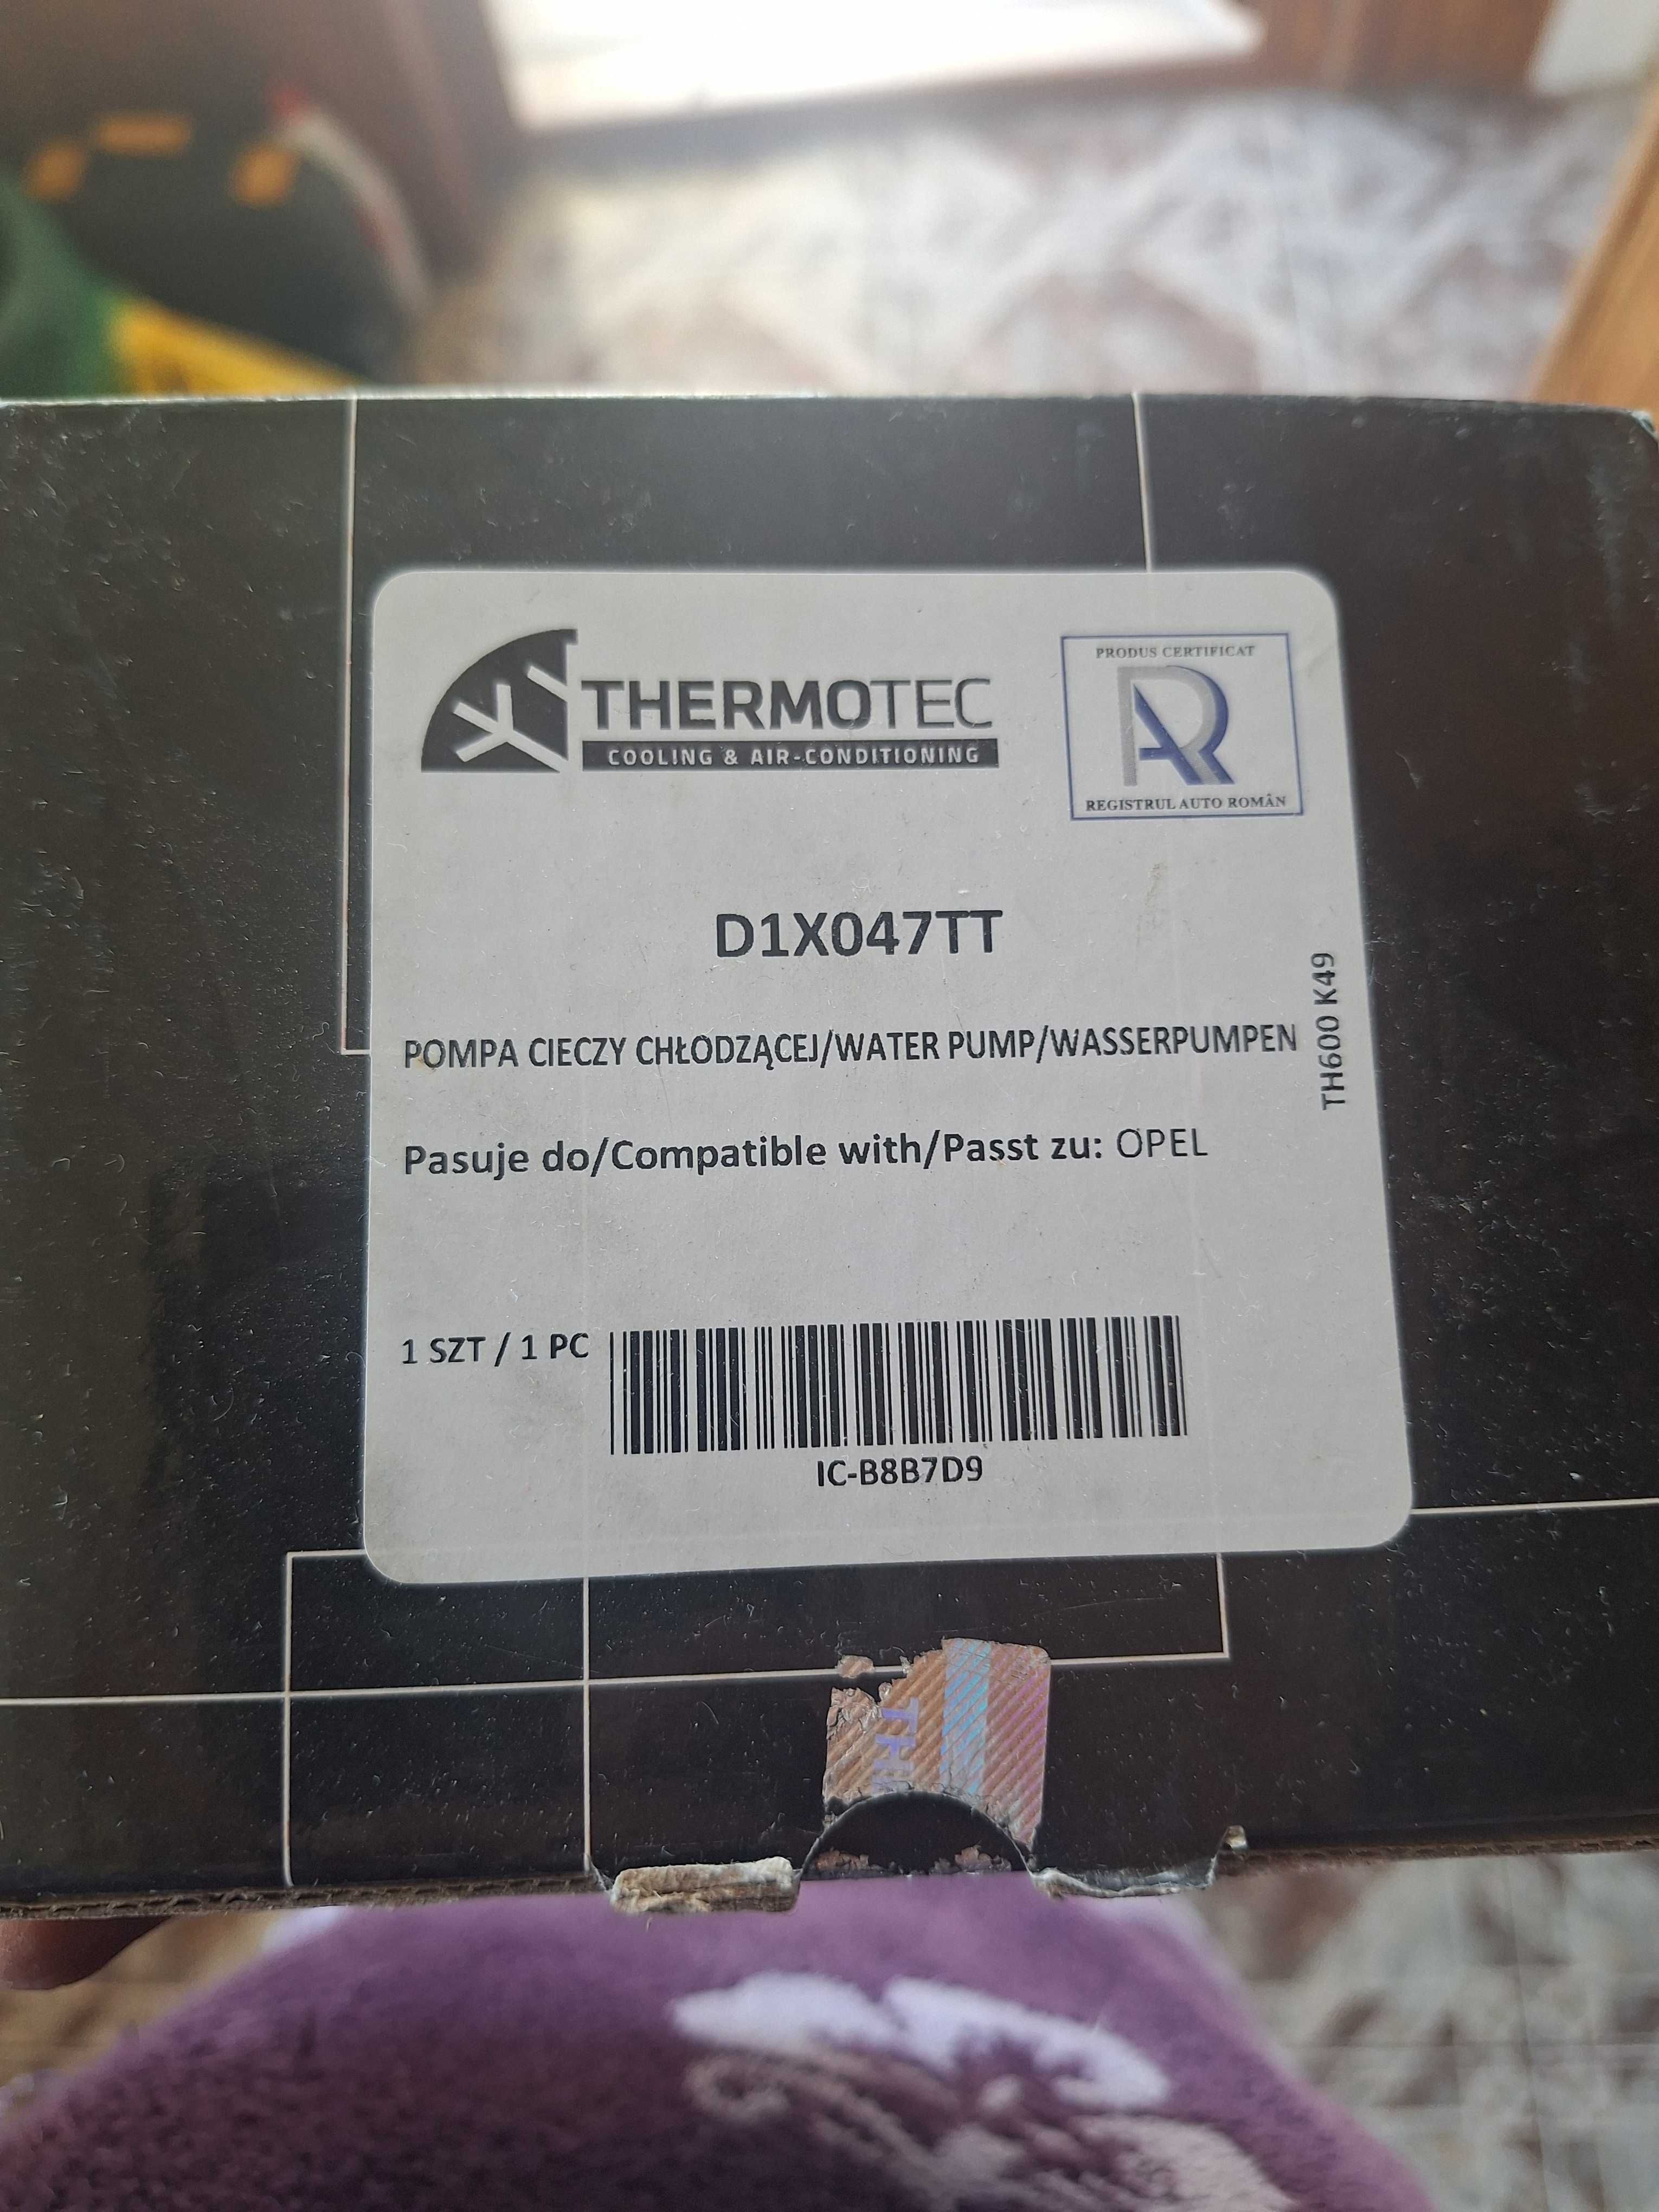 THERMOTEC
COOLING & AIR-CONDITIONING
PRODUS CERTIFICAT
REGISTRUL AUTO ROMÂN
D1X047TT
POMPA CIECZY CHŁODZĄCEJ/WATER PUMP/WASSERPUMPEN
TH600 K49
Pasuje do/Compatible with/Passt zu: OPEL
1 SZT / 1 PC
IC-B8B7D9